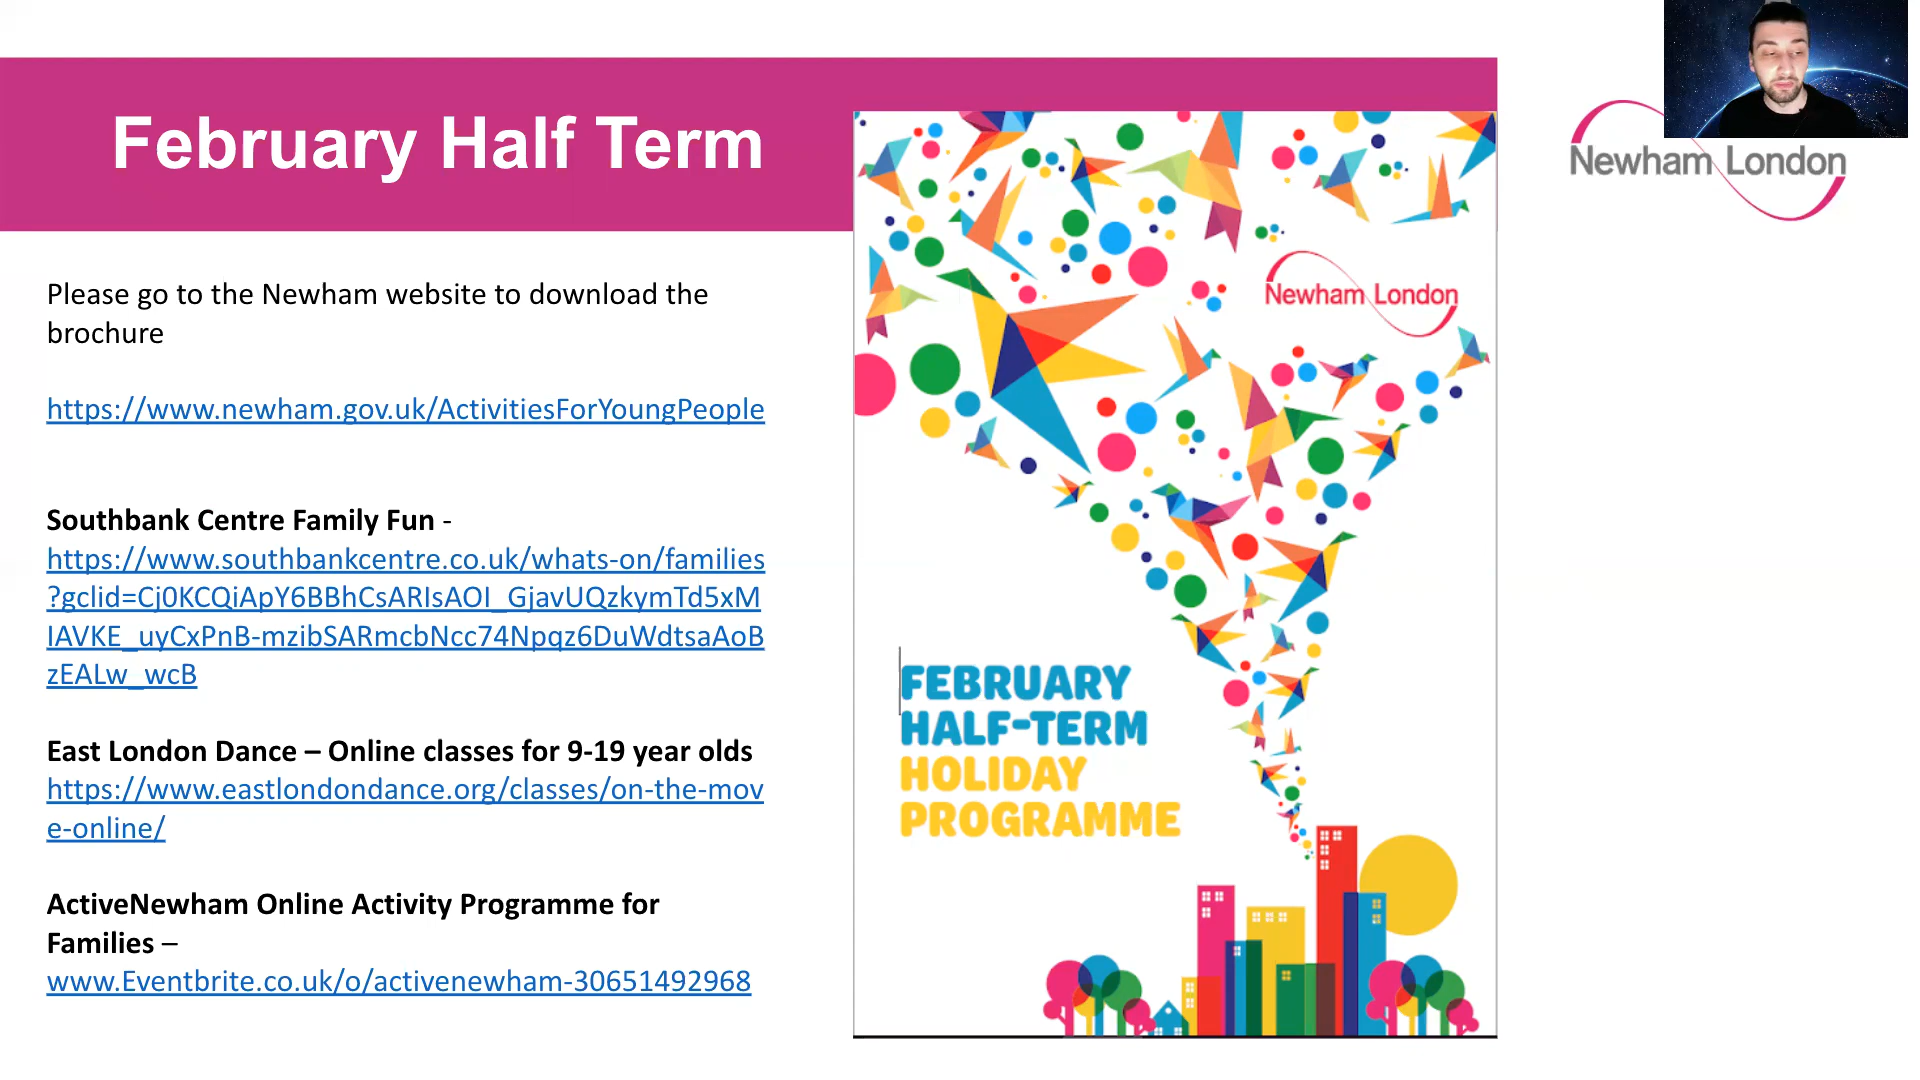 February Half Term
Newham London
Please go to the Newham website to download the
brochure
https://www.newham.gov.uk/ActivitiesForYoungPeople
Southbank Centre Family Fun -
https://www.southbankcentre.co.uk/whats-on/families
?gclid=Cj0KCQiApY6BBhCsARIsAOI_GjavUQzkymTd5xM
IAVKE_uyCxPnB-mzibSARmcbNcc74Npqz6DuWdtsaAoB
zEALw_wcB
East London Dance – Online classes for 9-19 year olds
https://www.eastlondondance.org/classes/on-the-mov
e-online/
ActiveNewham Online Activity Programme for
Families –
www.Eventbrite.co.uk/o/activenewham-30651492968
Newham London
FEBRUARY
HALF-TERM
HOLIDAY
PROGRAMME